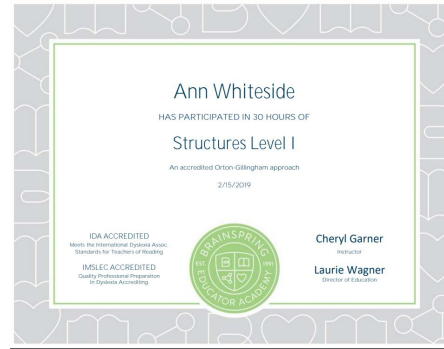 Ann Whiteside
HAS PARTICIPATED IN 30 HOURS OF
Structures Level I
An accredited Orton-Gillingham approach
2/15/2019
IDA ACCREDITED
Meets the International Dyslexia Assoc.
Standards for Teachers of Reading
IMSLEC ACCREDITED
Quality Professional Preparation
In Dyslexia Accrediting.
BRAINSPRING
EST. 1991
EDUCATOR ACADEMY
Cheryl Garner
Instructor
Laurie Wagner
Director of Education